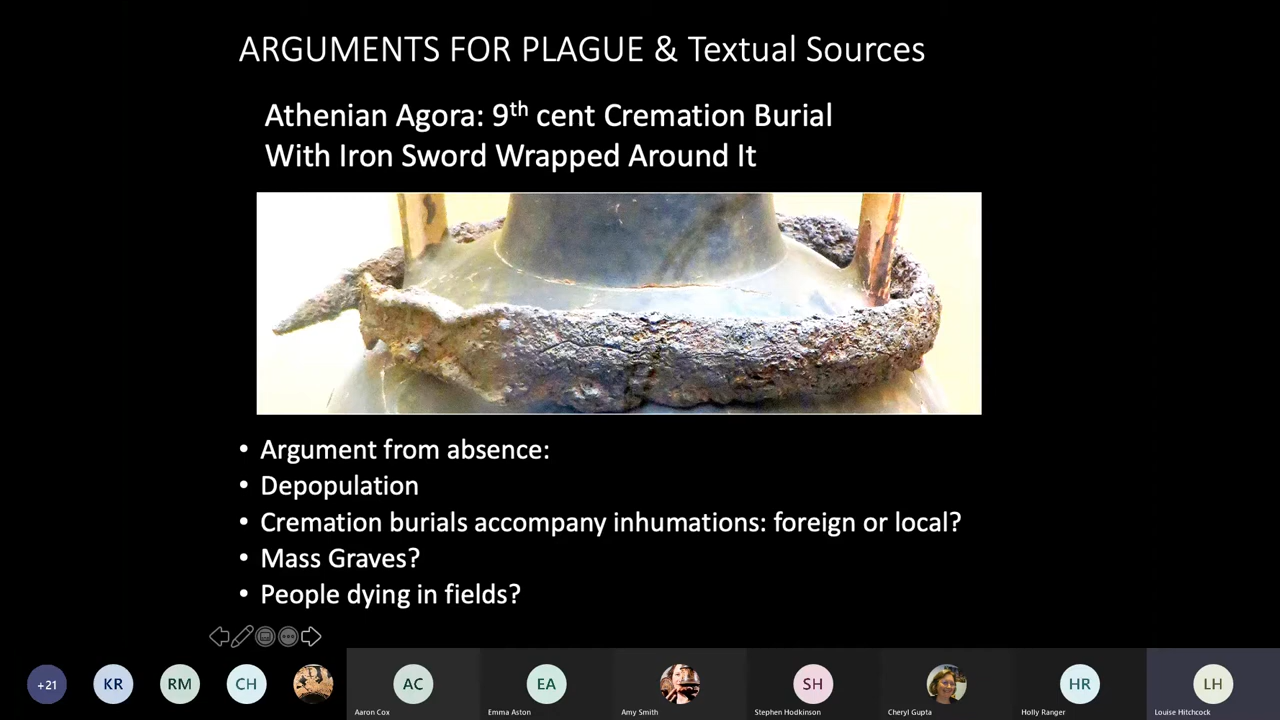 ARGUMENTS FOR PLAGUE & Textual Sources
Athenian Agora: 9th cent Cremation Burial
With Iron Sword Wrapped Around It
• Argument from absence:
• Depopulation
• Cremation burials accompany inhumations: foreign or local?
• Mass Graves?
• People dying in fields?
+21
KR
RM
CH
AC
EA
SH
HR
LH
Aaron Cox
Emma Aston
Amy Smith
Stephen Hodkinson
Cheryl Gupta
Holly Ranger
Louise Hitchcock